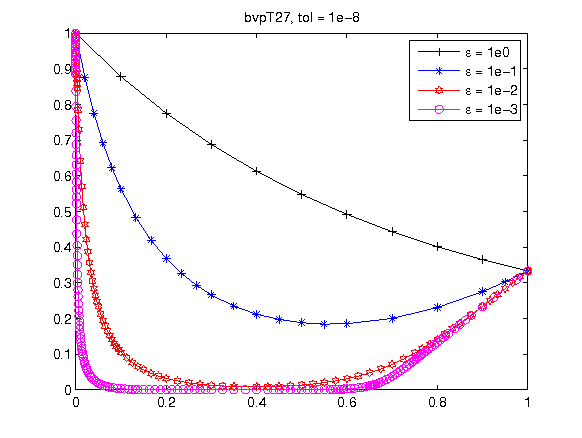 bvpT27, tol = 1e-8
ε = 1e0
ε = 1e-1
ε = 1e-2
ε = 1e-3
1
0.9
0.8
0.7
0.6
0.5
0.4
0.3
0.2
0.1
0
0 0.2 0.4 0.6 0.8 1